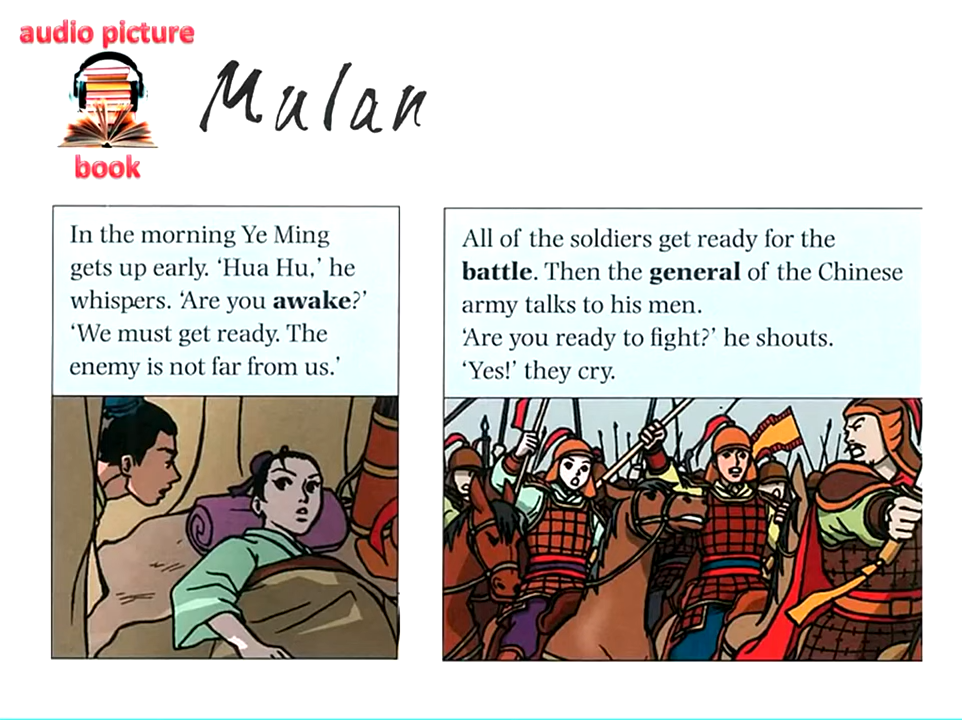 audio picture
book
Mulan
In the morning Ye Ming
gets up early. ‘Hua Hu,’ he
whispers. ‘Are you awake?’
‘We must get ready. The
enemy is not far from us.’
All of the soldiers get ready for the
battle. Then the general of the Chinese
army talks to his men.
‘Are you ready to fight?’ he shouts.
‘Yes!’ they cry.